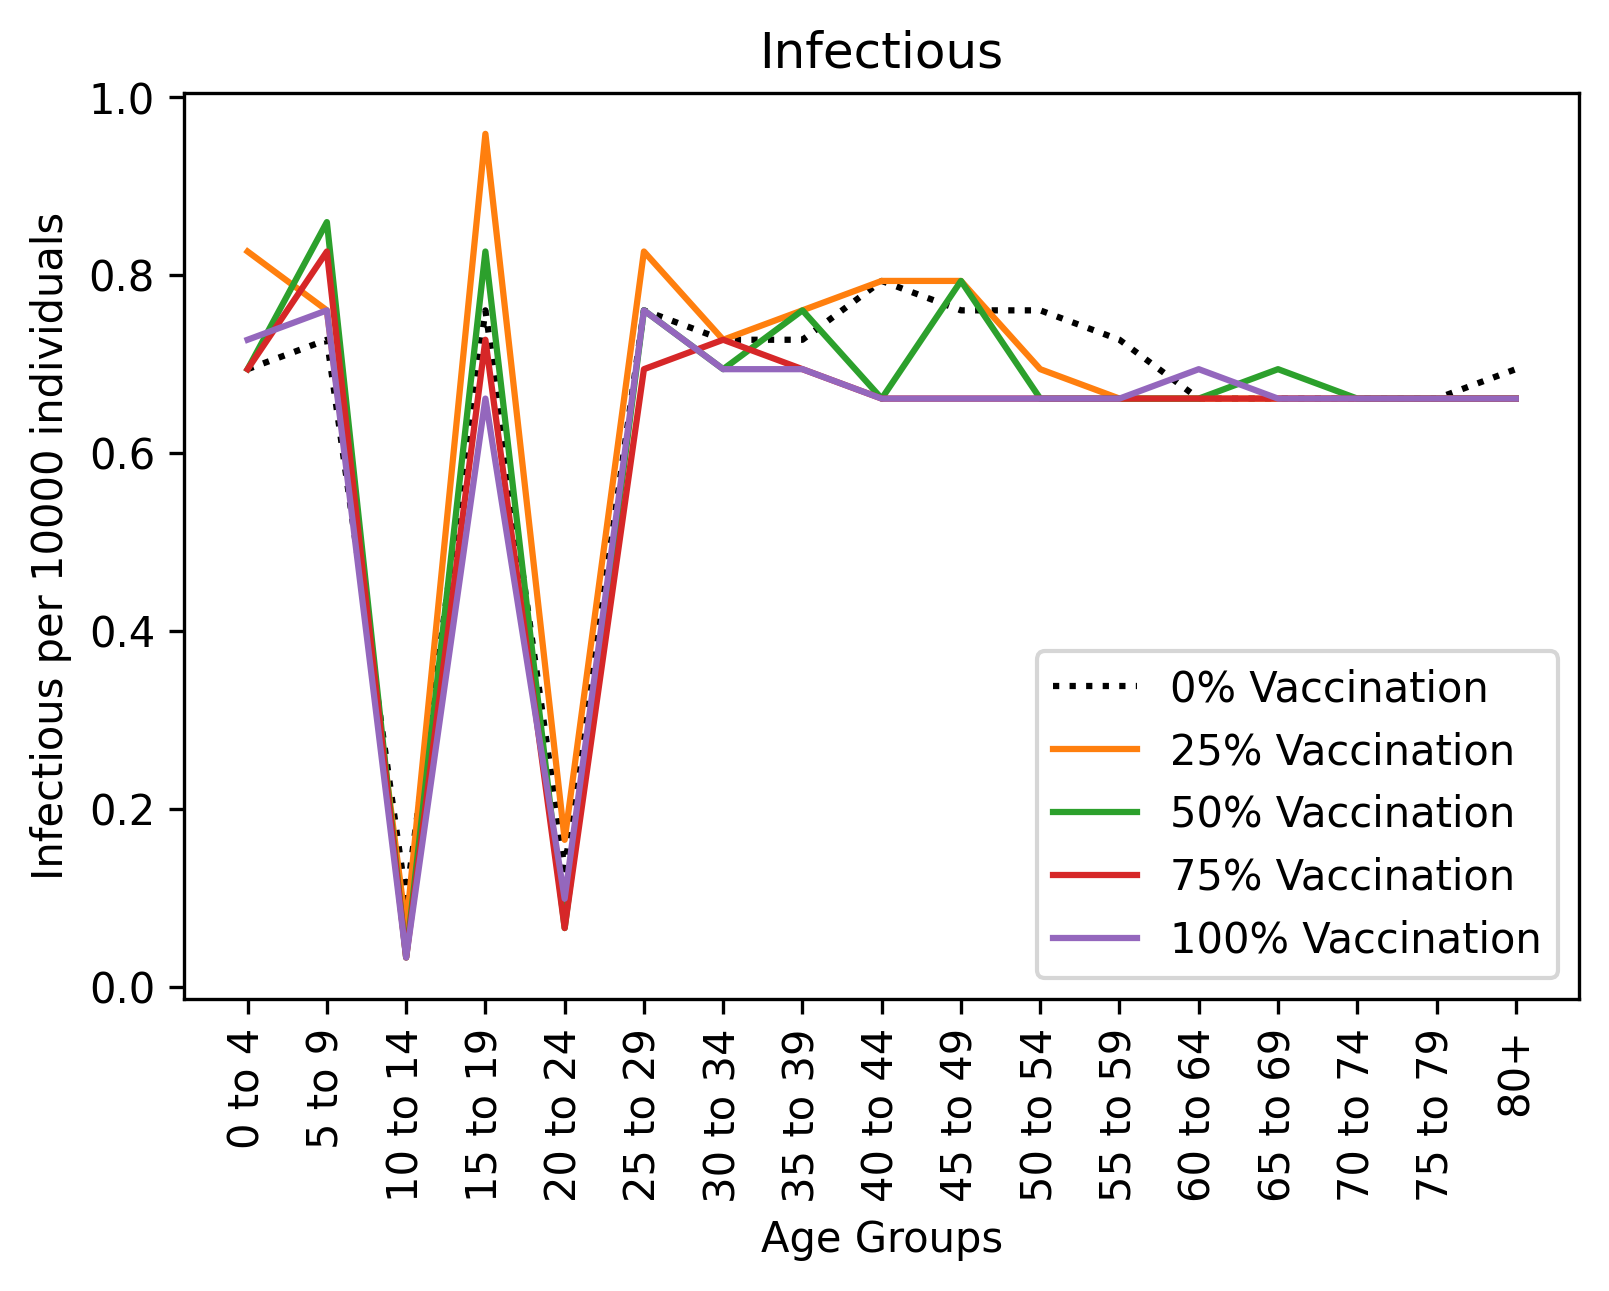 Infectious
Infectious per 10000 individuals
1.0
0.8
0.6
0.4
0.2
0.0
0% Vaccination
25% Vaccination
50% Vaccination
75% Vaccination
100% Vaccination
0 to 4
5 to 9
10 to 14
15 to 19
20 to 24
25 to 29
30 to 34
35 to 39
40 to 44
45 to 49
50 to 54
55 to 59
60 to 64
65 to 69
70 to 74
75 to 79
80+
Age Groups